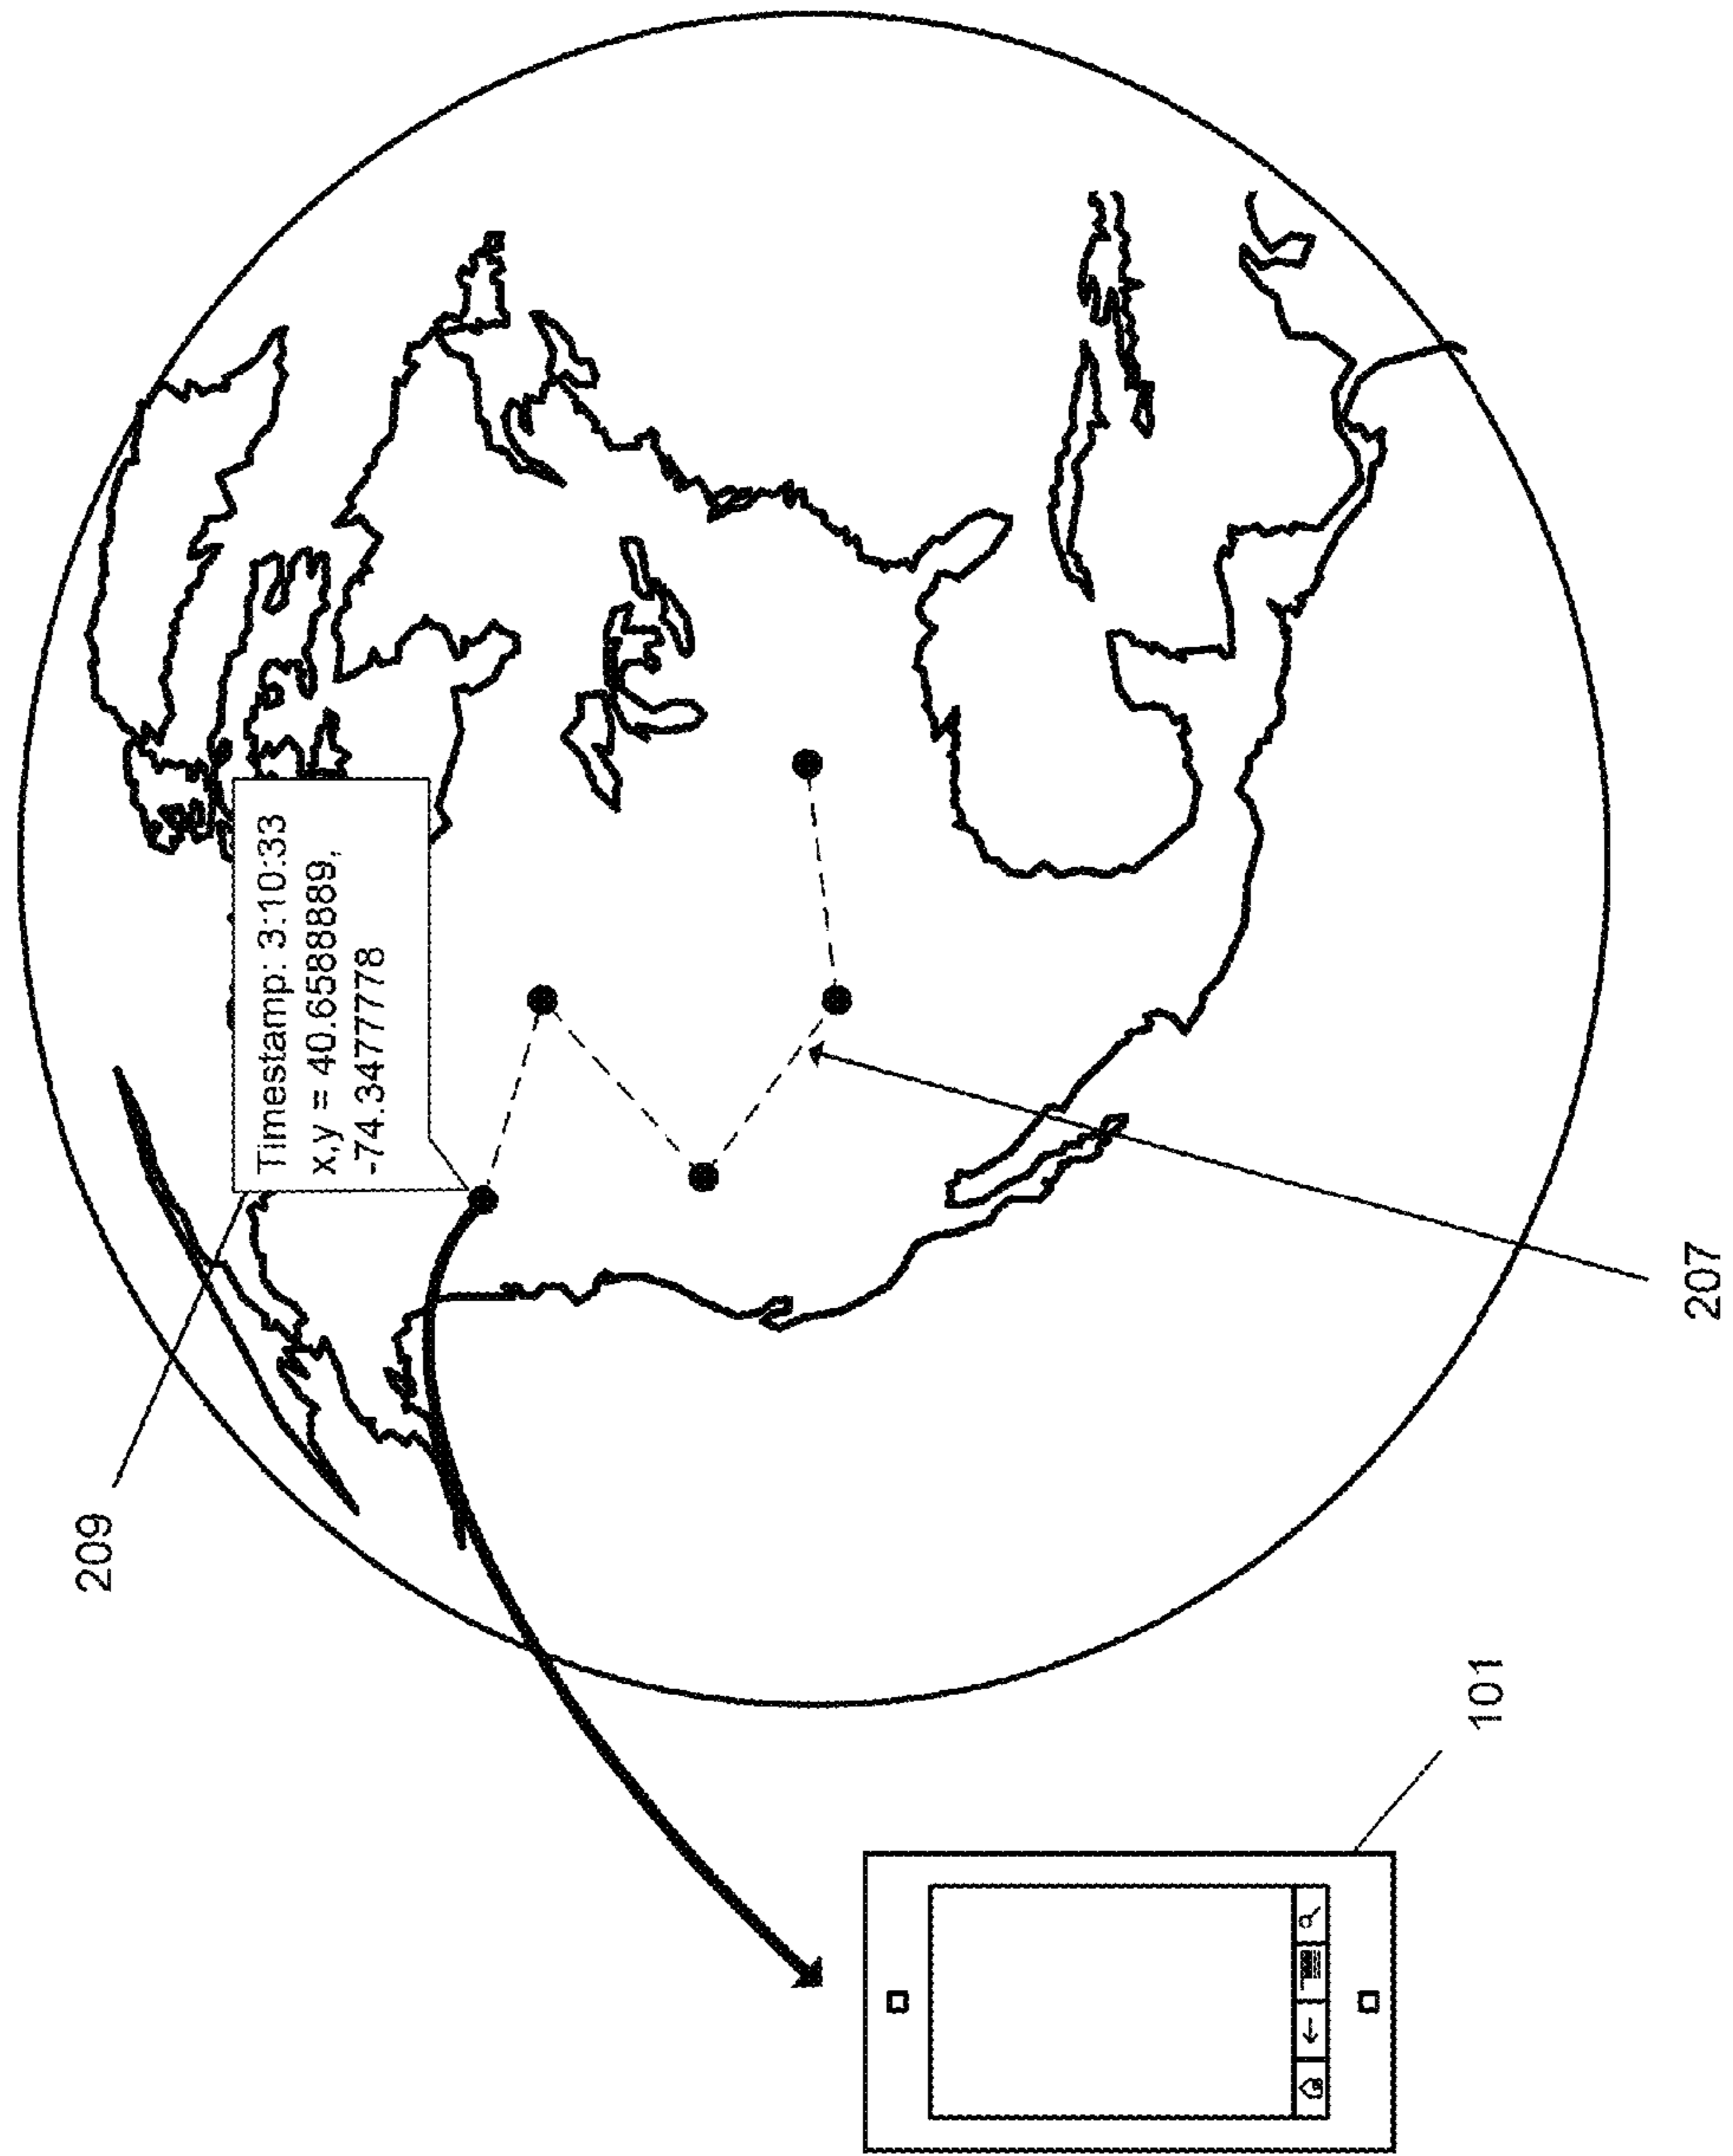 209
Timestamp: 3:10:33
x,y = 40.6588889,
-74.3477778
101
207